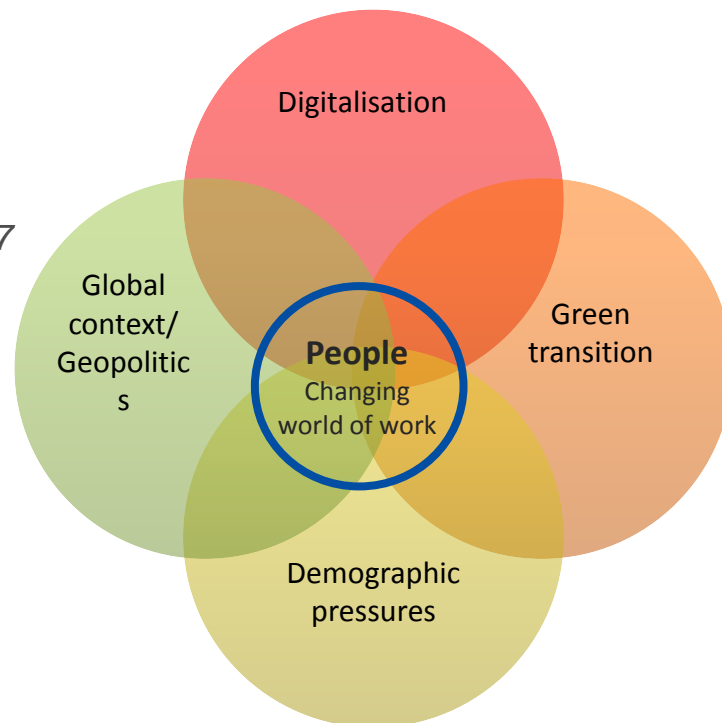 Digitalisation
7
Global
context/
Geopolitic
s
Green
transition
People
Changing
world of work
Demographic
pressures